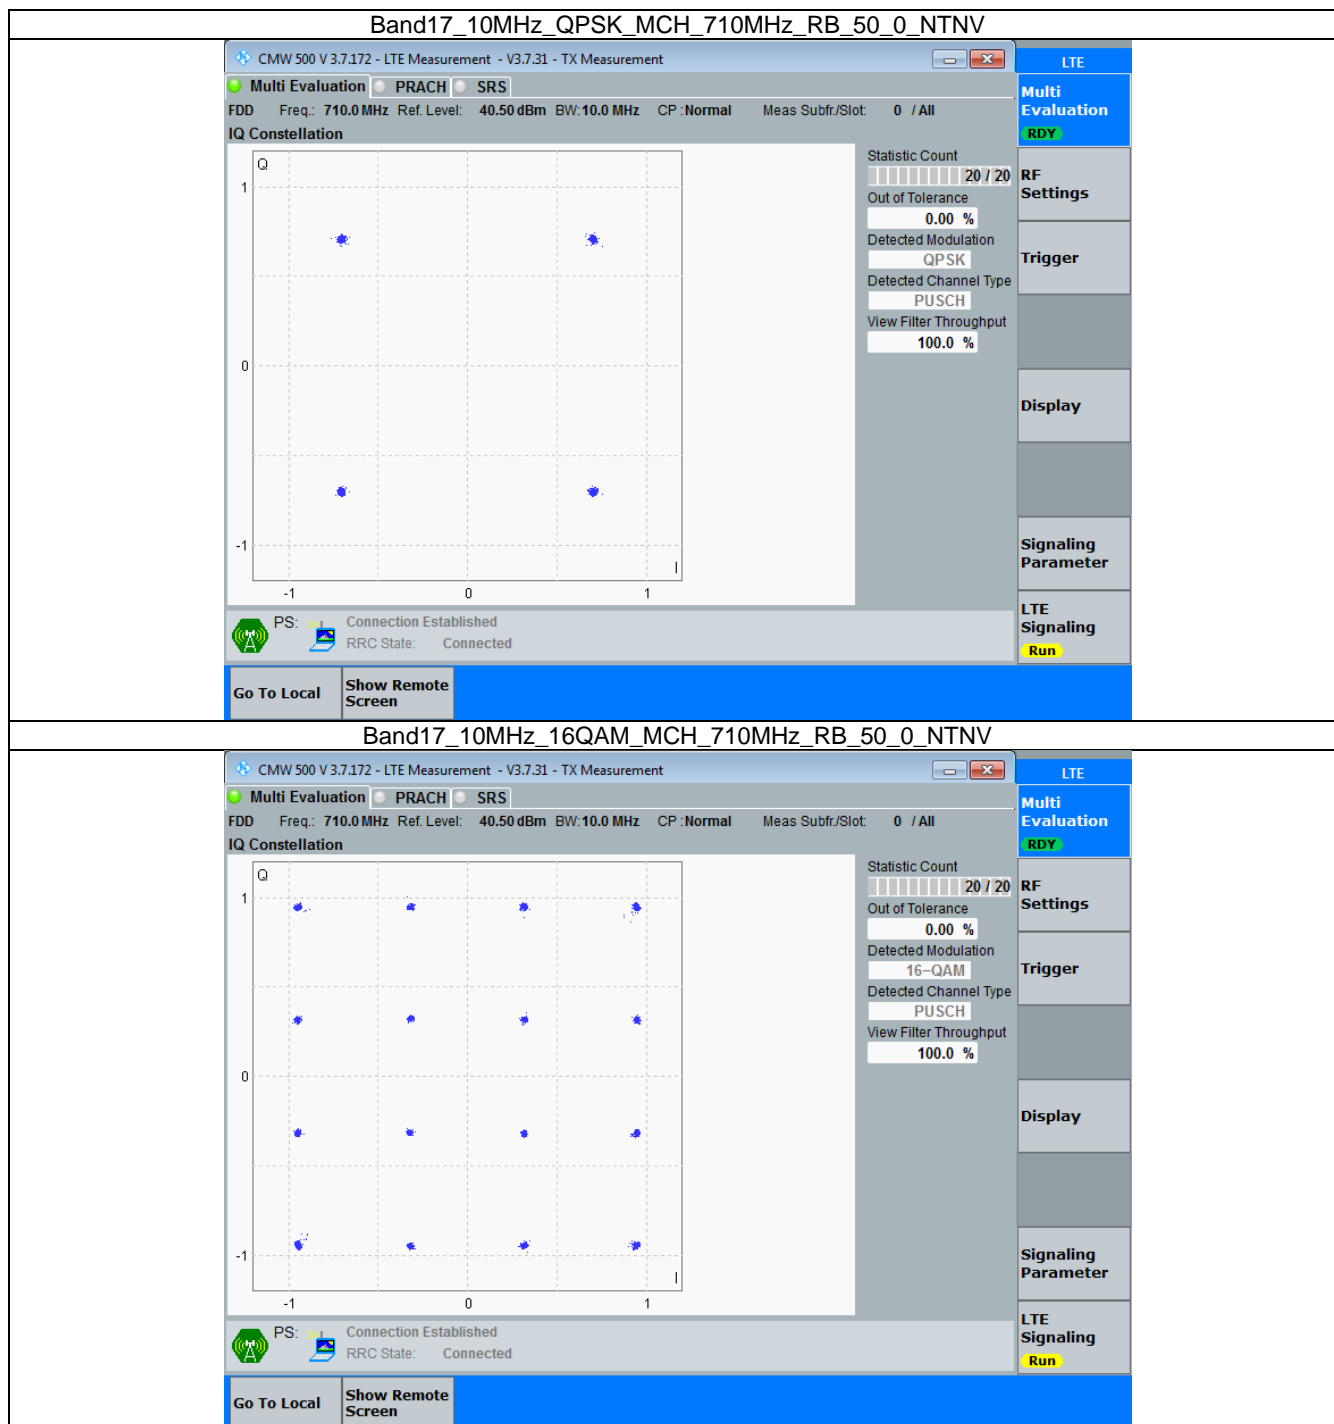 Band17_10MHz_QPSK_MCH_710MHz_RB_50_0_NTNV
CMW 500 V 3.7.172 - LTE Measurement - V3.7.31 - TX Measurement
LTE
Multi Evaluation PRACH SRS
Multi Evaluation
RDY
FDD Freq.: 710.0 MHz Ref. Level: 40.50 dBm BW: 10.0 MHz CP : Normal Meas Subfr./Slot: 0 / All
IQ Constellation
Q
1
0
-1
-1 0 1
I
Statistic Count
20 / 20
Out of Tolerance
0.00 %
Detected Modulation
QPSK
Detected Channel Type
PUSCH
View Filter Throughput
100.0 %
RF Settings
Trigger
Display
Signaling Parameter
LTE Signaling
Run
PS: Connection Established
RRC State: Connected
Go To Local
Show Remote Screen
Band17_10MHz_16QAM_MCH_710MHz_RB_50_0_NTNV
CMW 500 V 3.7.172 - LTE Measurement - V3.7.31 - TX Measurement
LTE
Multi Evaluation PRACH SRS
Multi Evaluation
RDY
FDD Freq.: 710.0 MHz Ref. Level: 40.50 dBm BW: 10.0 MHz CP : Normal Meas Subfr./Slot: 0 / All
IQ Constellation
Q
1
0
-1
-1 0 1
I
Statistic Count
20 / 20
Out of Tolerance
0.00 %
Detected Modulation
16-QAM
Detected Channel Type
PUSCH
View Filter Throughput
100.0 %
RF Settings
Trigger
Display
Signaling Parameter
LTE Signaling
Run
PS: Connection Established
RRC State: Connected
Go To Local
Show Remote Screen